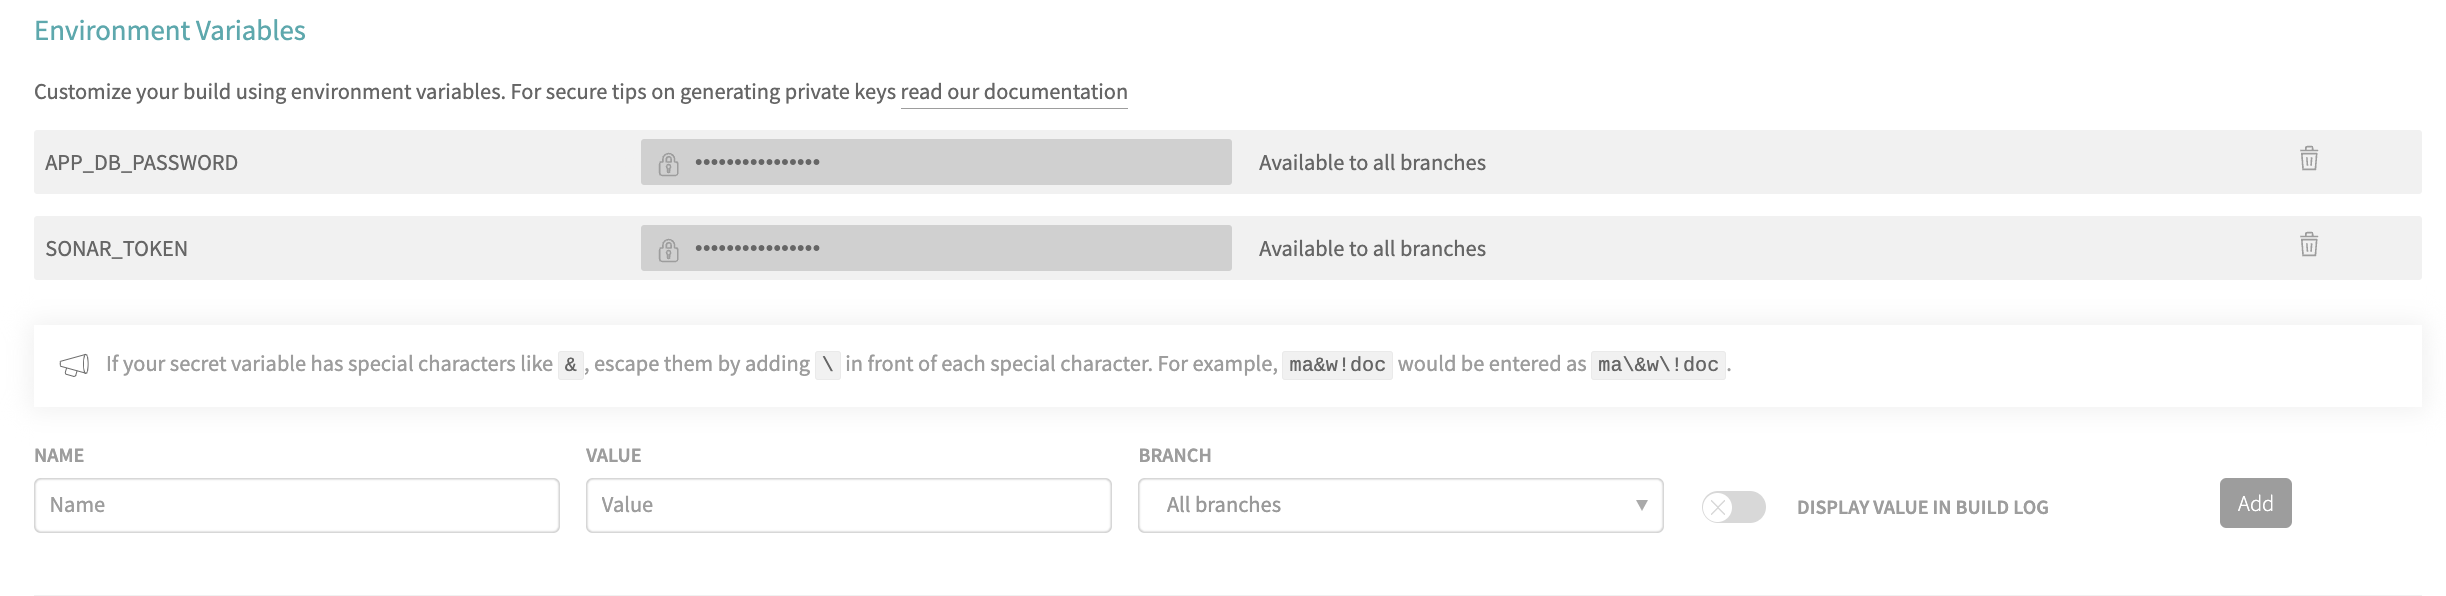 Environment Variables
Customize your build using environment variables. For secure tips on generating private keys read our documentation
APP_DB_PASSWORD •••••••••••••••• Available to all branches
SONAR_TOKEN •••••••••••••••• Available to all branches
If your secret variable has special characters like &, escape them by adding \ in front of each special character. For example, ma&w!doc would be entered as ma\&w\!doc.
NAME VALUE BRANCH
Name Value All branches DISPLAY VALUE IN BUILD LOG Add